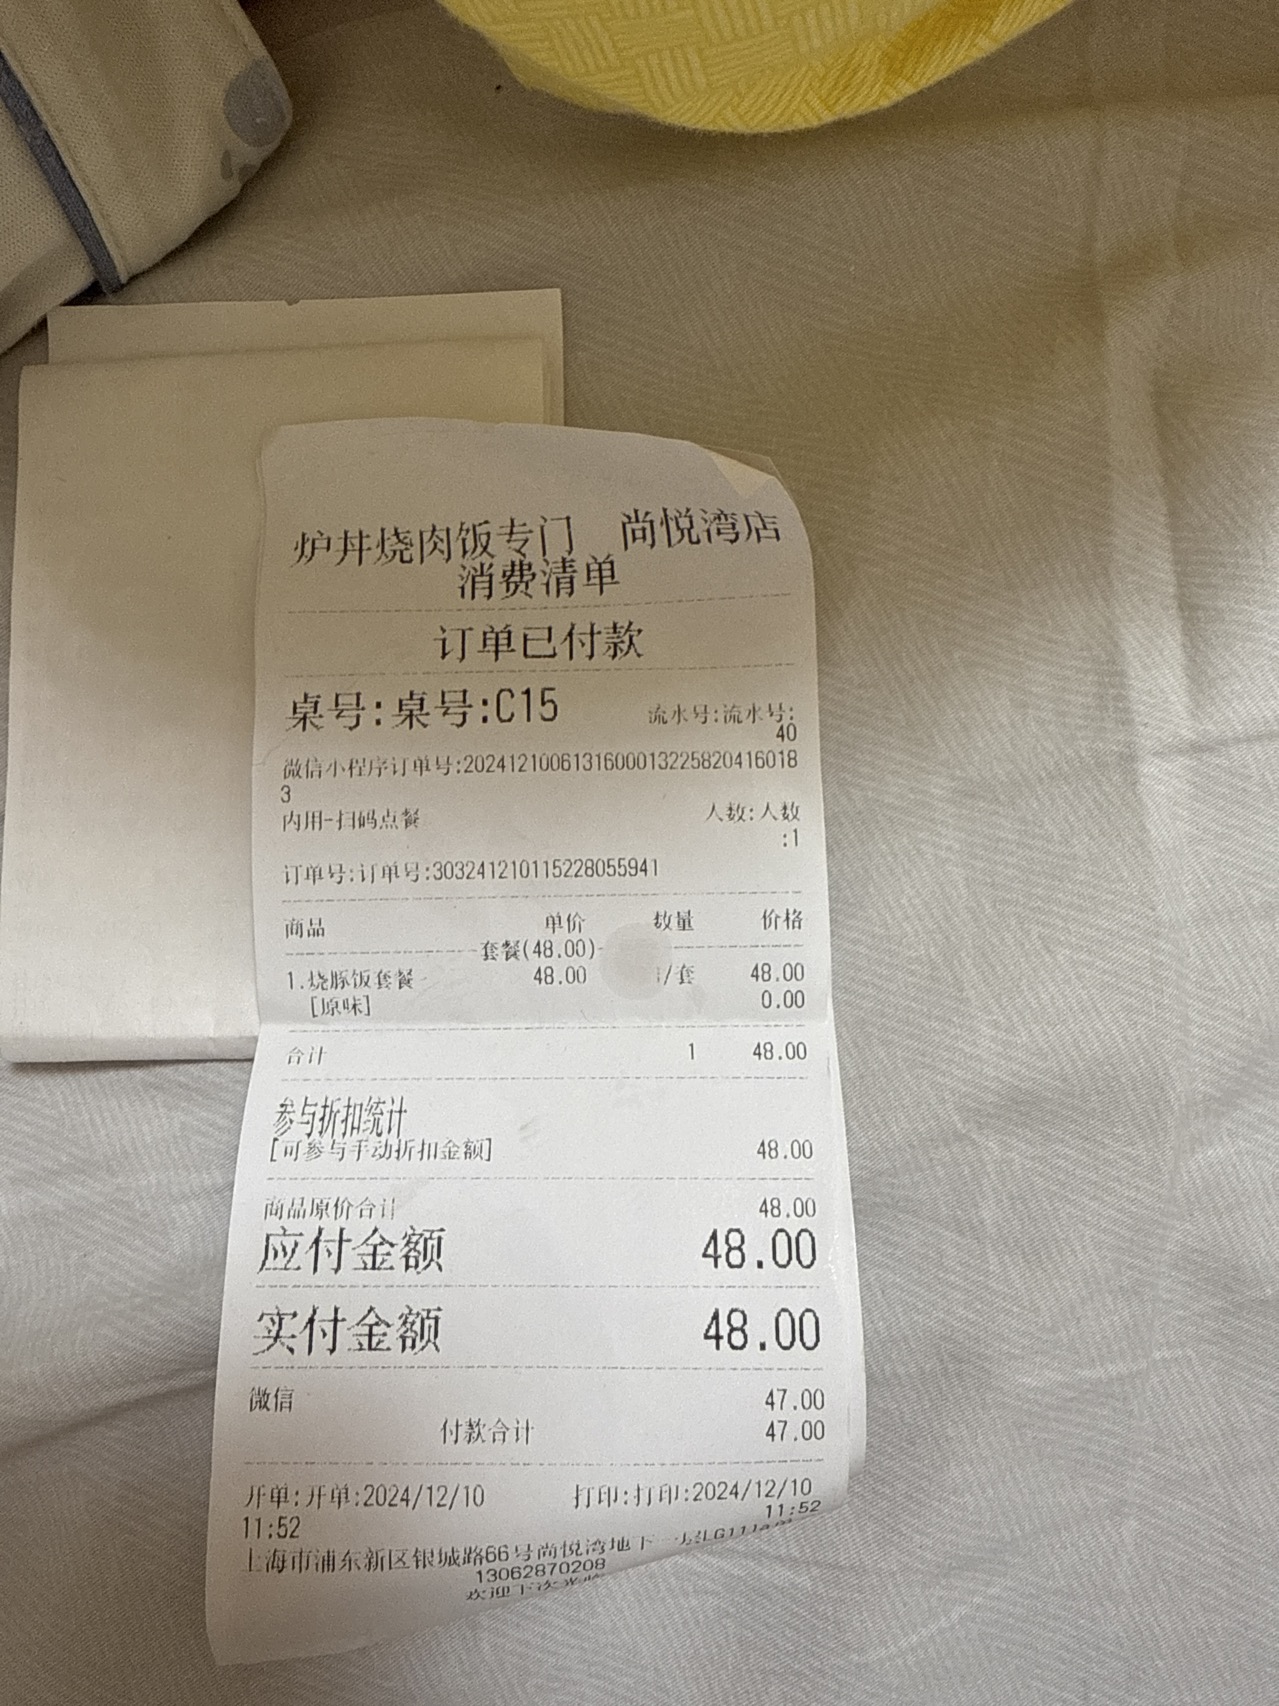 炉丼烧肉饭专门 尚悦湾店
消费清单
订单已付款
桌号:桌号:C15 流水号:流水号:
40
微信小程序订单号:2024121006131600013225820416018
3
内用-扫码点餐 人数:人数
:1
订单号:订单号:303241210115228055941
商品 单价 数量 价格
套餐(48.00)
1.烧豚饭套餐 48.00 /套 48.00
[原味] 0.00
合计 1 48.00
参与折扣统计
[可参与手动折扣金额] 48.00
商品原价合计 48.00
应付金额 48.00
实付金额 48.00
微信 47.00
付款合计 47.00
开单:开单:2024/12/10 打印:打印:2024/12/10
11:52 11:52
上海市浦东新区银城路66号尚悦湾地下一层
13062870208
欢迎下次光临